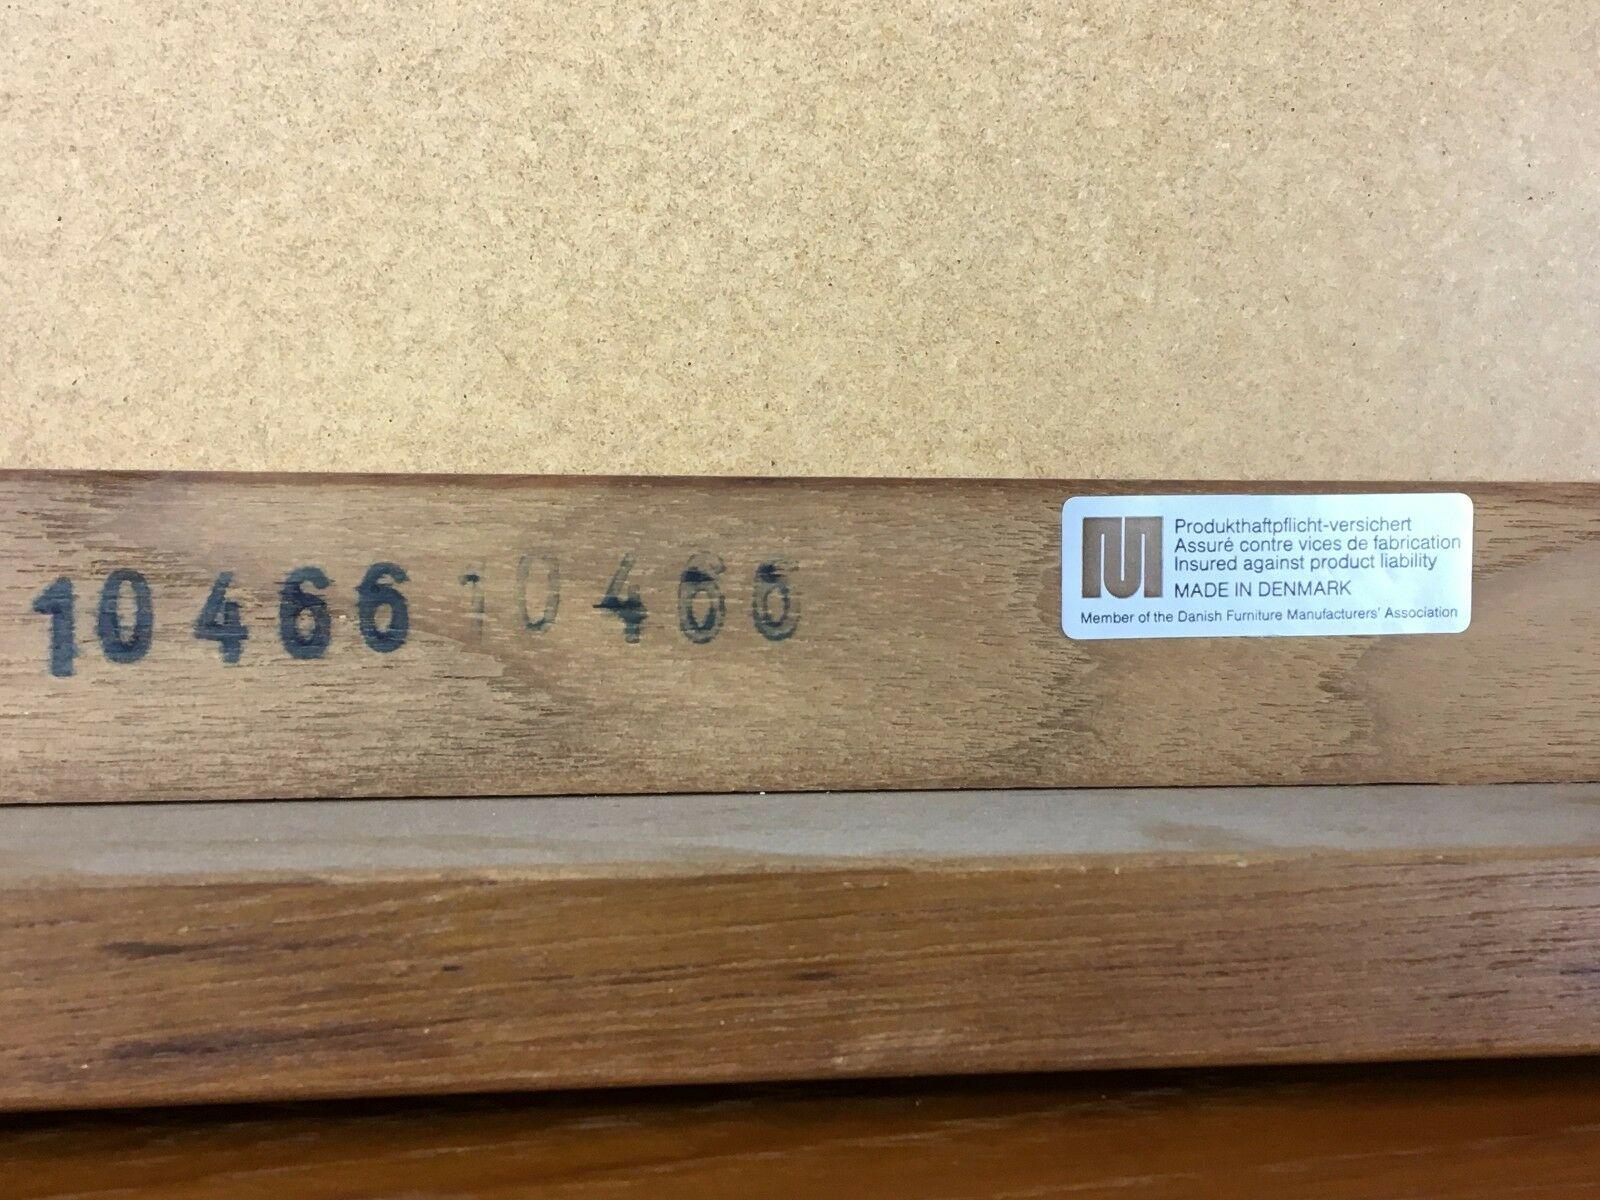 10466 10466
Produkthaftpflicht-versichert
Assuré contre vices de fabrication
Insured against product liability
MADE IN DENMARK
Member of the Danish Furniture Manufacturers' Association